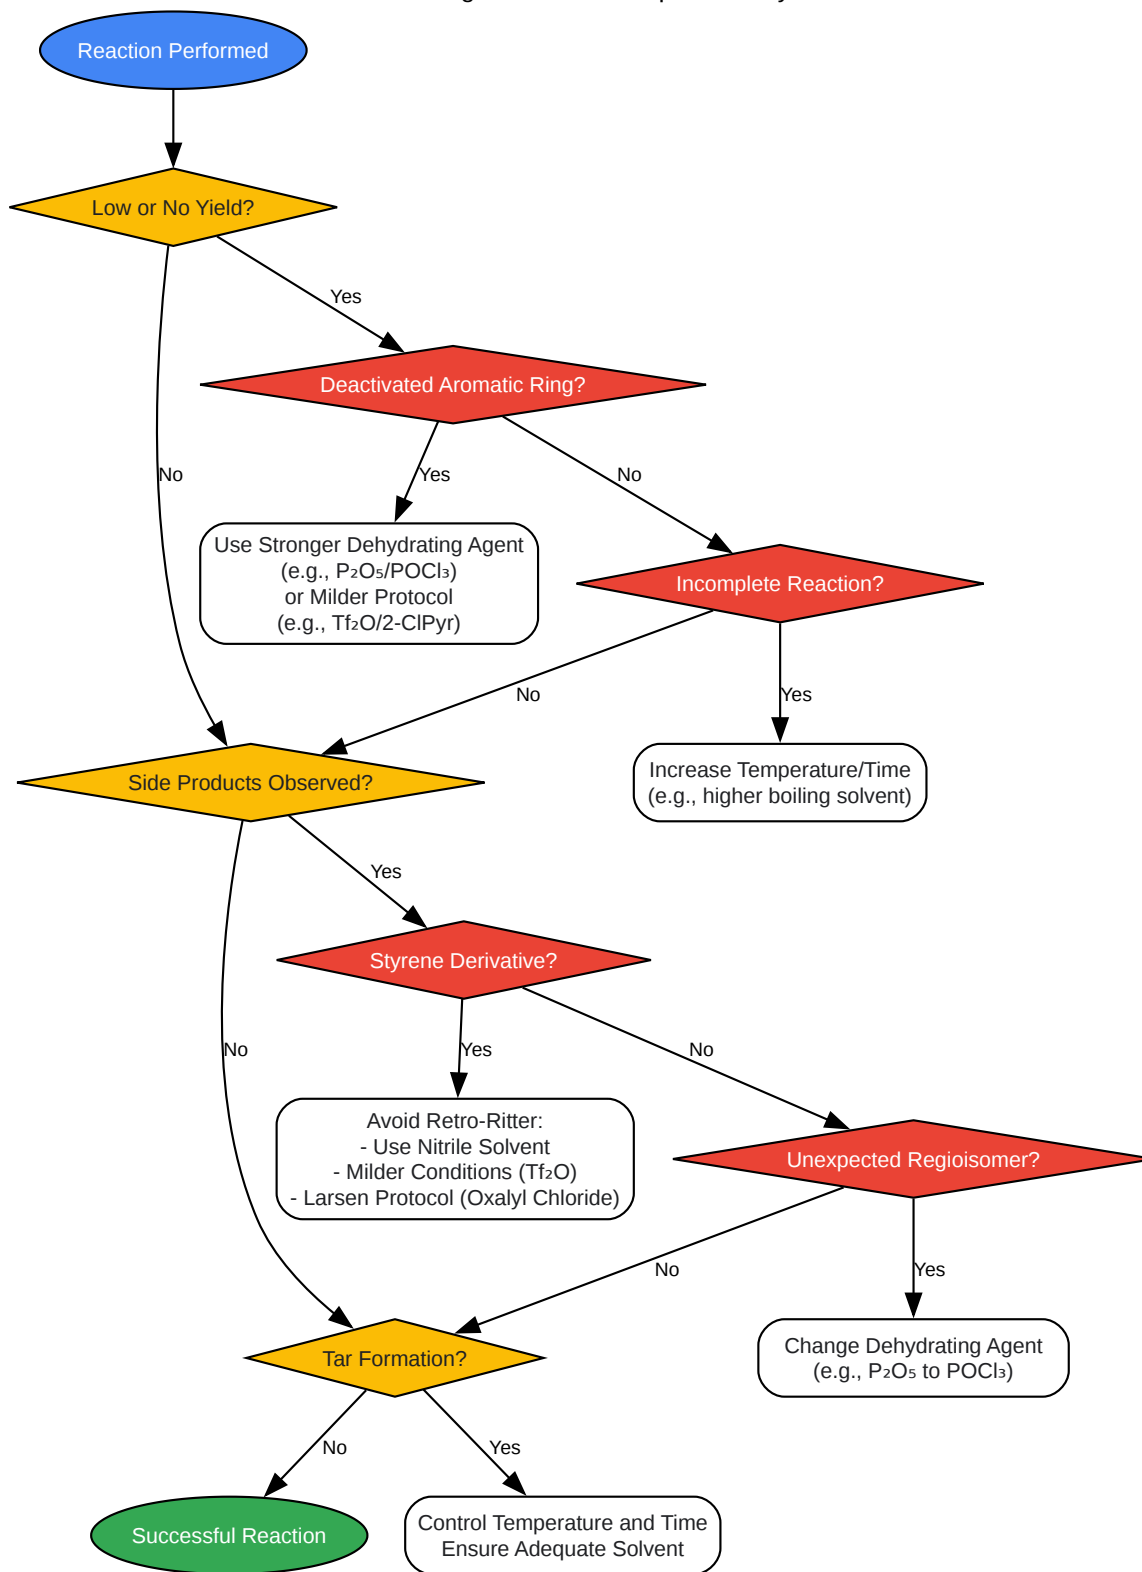 Reaction Performed
Low or No Yield?
Yes
Deactivated Aromatic Ring?
No
Yes
No
Use Stronger Dehydrating Agent
(e.g., P₂O₅/POCl₃)
or Milder Protocol
(e.g., Tf₂O/2-ClPyr)
Incomplete Reaction?
No
Yes
Side Products Observed?
Increase Temperature/Time
(e.g., higher boiling solvent)
Yes
Styrene Derivative?
No
Yes
No
Avoid Retro-Ritter:
- Use Nitrile Solvent
- Milder Conditions (Tf₂O)
- Larsen Protocol (Oxalyl Chloride)
Unexpected Regioisomer?
No
Yes
Tar Formation?
Change Dehydrating Agent
(e.g., P₂O₅ to POCl₃)
No
Yes
Successful Reaction
Control Temperature and Time
Ensure Adequate Solvent